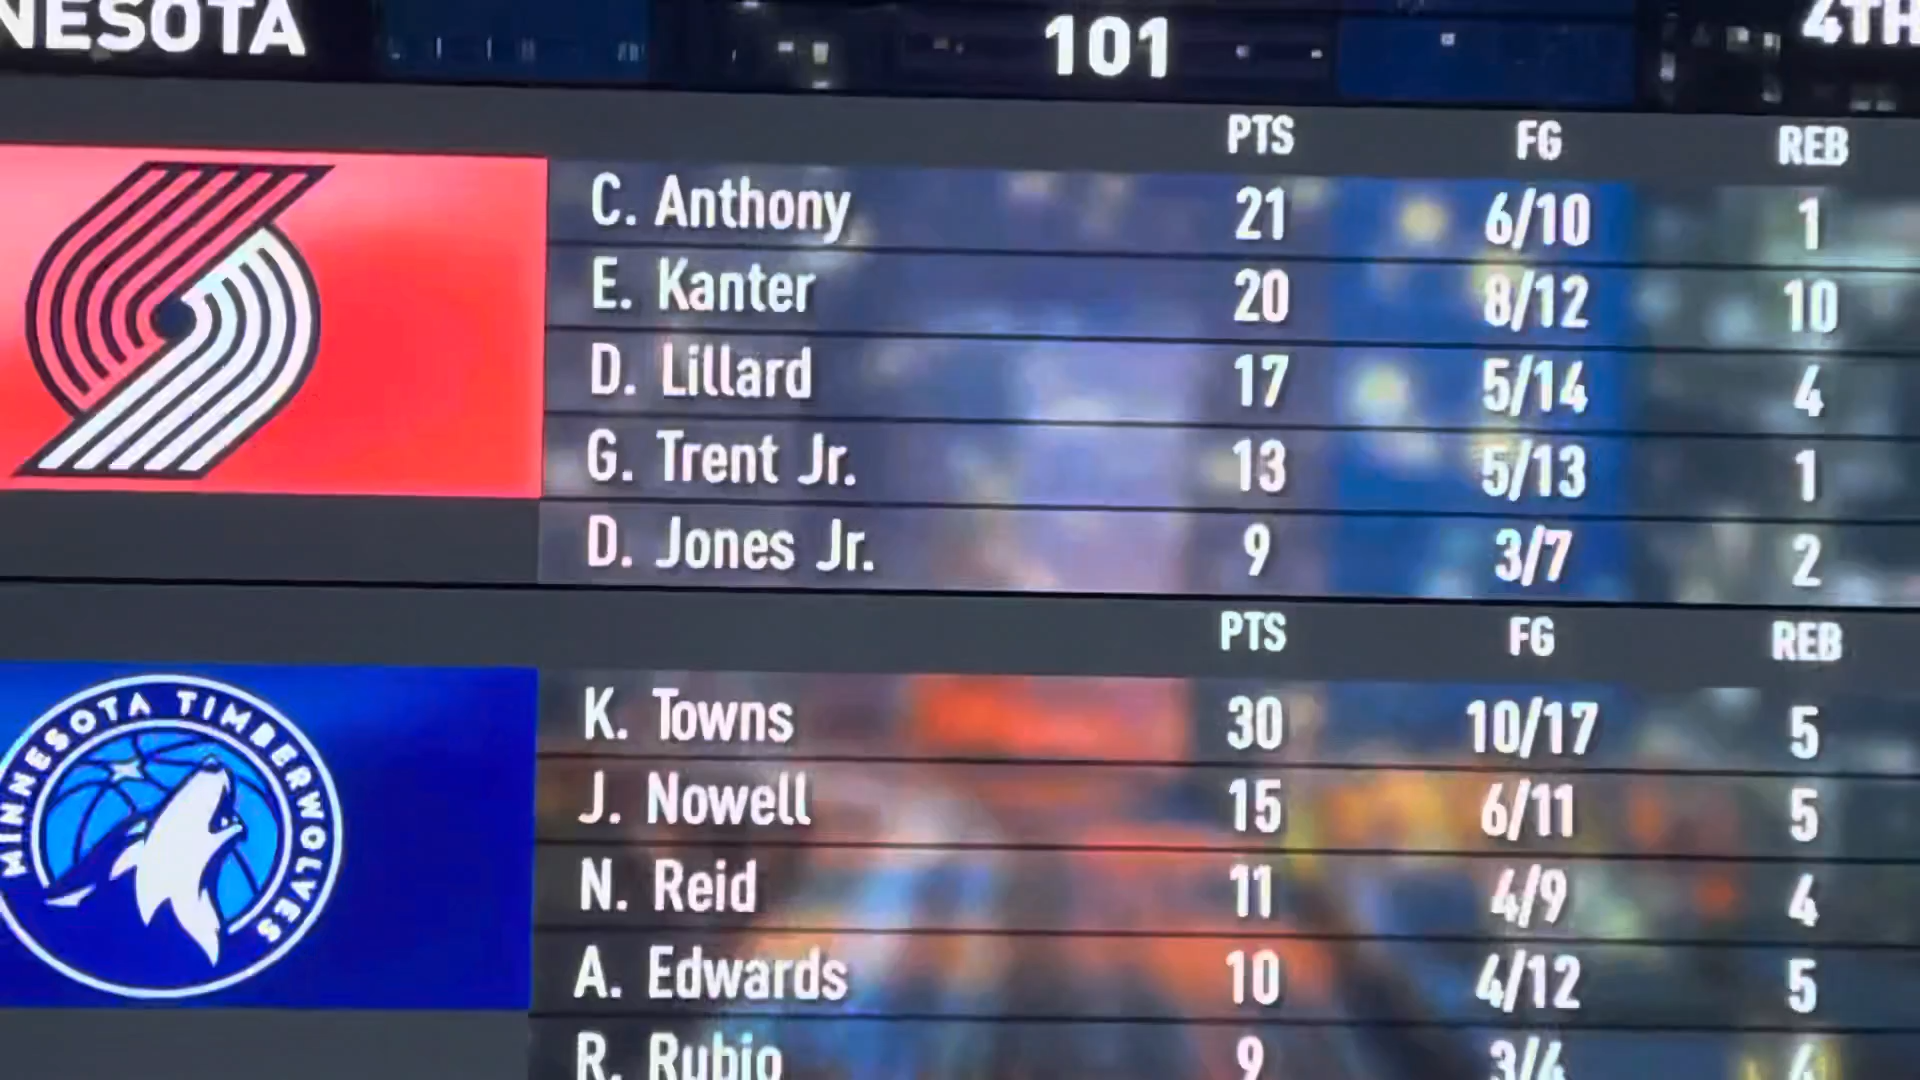 NESOTA 101 4TH
PTS FG REB
C. Anthony 21 6/10 1
E. Kanter 20 8/12 10
D. Lillard 17 5/14 4
G. Trent Jr. 13 5/13 1
D. Jones Jr. 9 3/7 2
PTS FG REB
MINNESOTA TIMBERWOLVES
K. Towns 30 10/17 5
J. Nowell 15 6/11 5
N. Reid 11 4/9 4
A. Edwards 10 4/12 5
R. Rubio 9 3/4